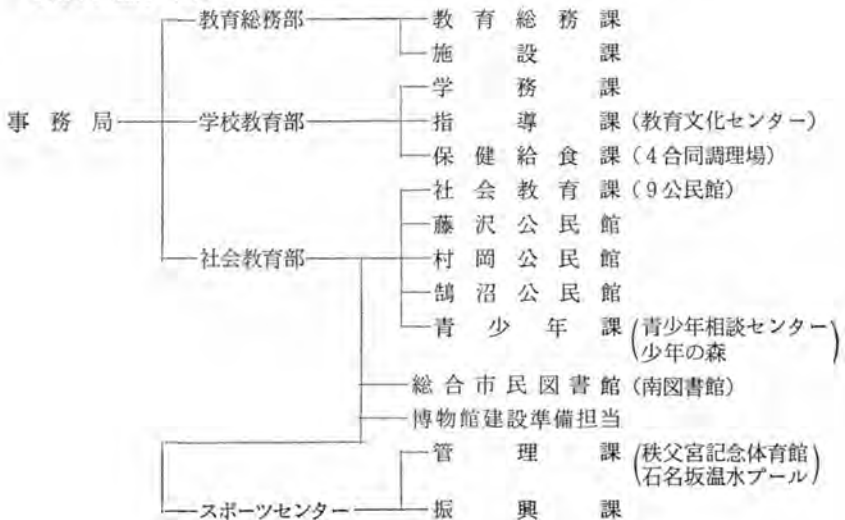 教育総務部 教育総務課
施設課
学務課
事務局 学校教育部 指導課(教育文化センター)
保健給食課(4合同調理場)
社会教育課(9公民館)
藤沢公民館
社会教育部 村岡公民館
鵠沼公民館
青少年課(青少年相談センター
少年の森)
総合市民図書館(南図書館)
博物館建設準備担当
管理課(秩父宮記念体育館
石名坂温水プール)
スポーツセンター 振興課